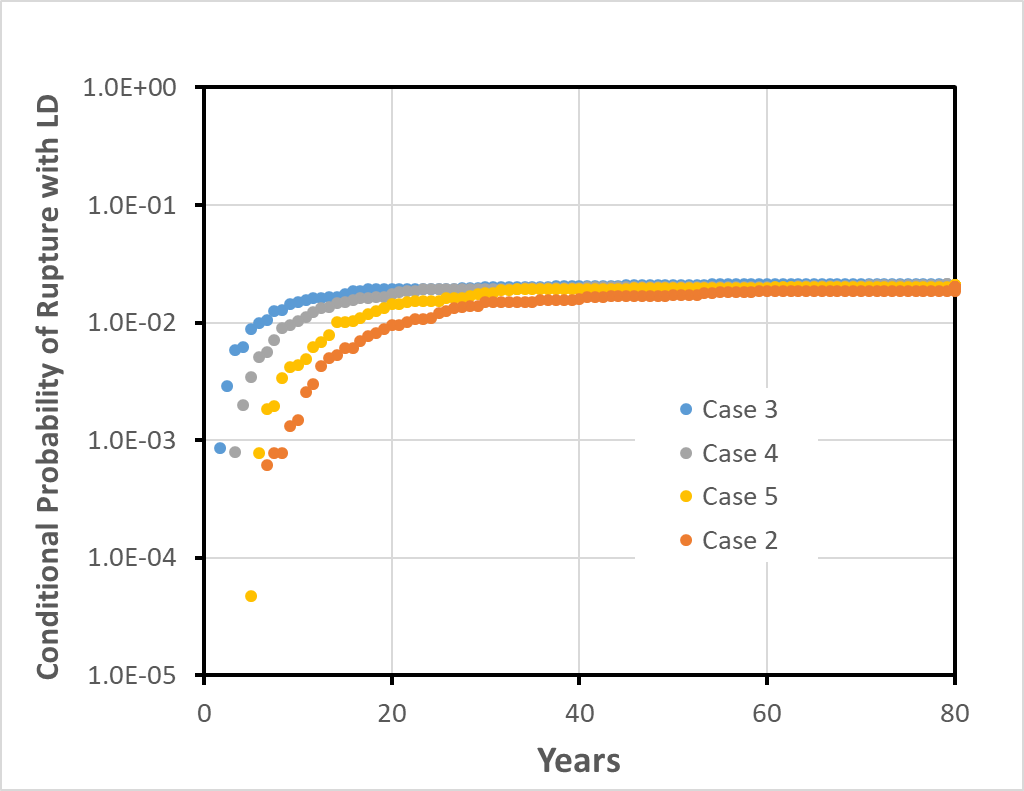 Conditional Probability of Rupture with LD
1.0E+00
1.0E-01
1.0E-02
1.0E-03
1.0E-04
1.0E-05
Case 3
Case 4
Case 5
Case 2
0
20
40
60
80
Years